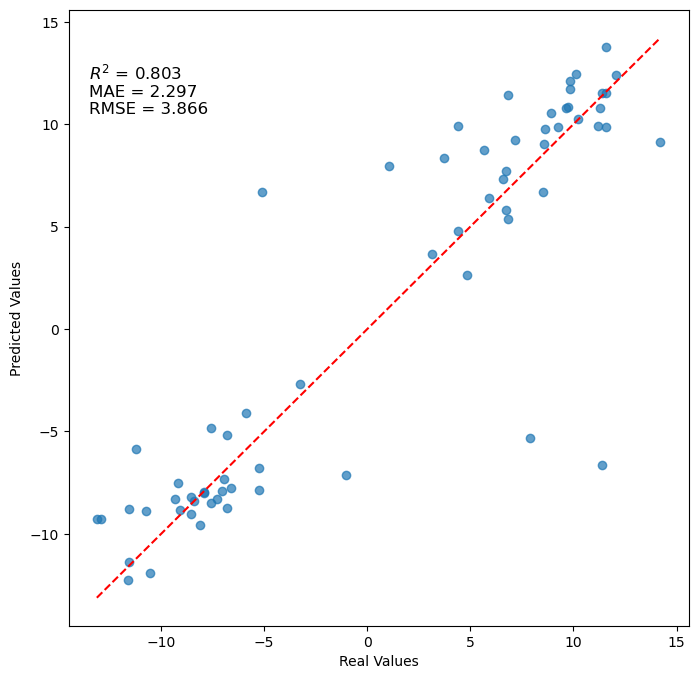 15
R² = 0.803
MAE = 2.297
RMSE = 3.866
10
5
0
−5
−10
Predicted Values
−10 −5 0 5 10 15
Real Values